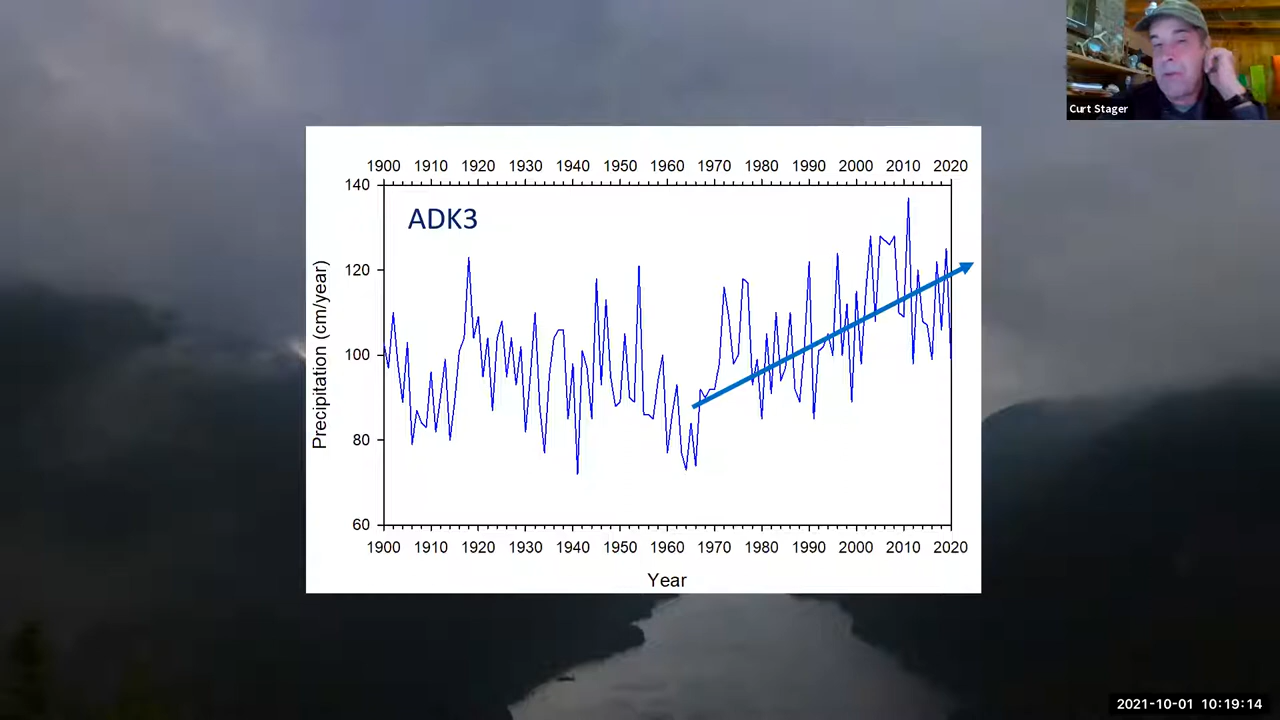 Curt Stager
1900 1910 1920 1930 1940 1950 1960 1970 1980 1990 2000 2010 2020
140
ADK3
120
100
80
60
Precipitation (cm/year)
1900 1910 1920 1930 1940 1950 1960 1970 1980 1990 2000 2010 2020
Year
2021-10-01 10:19:14